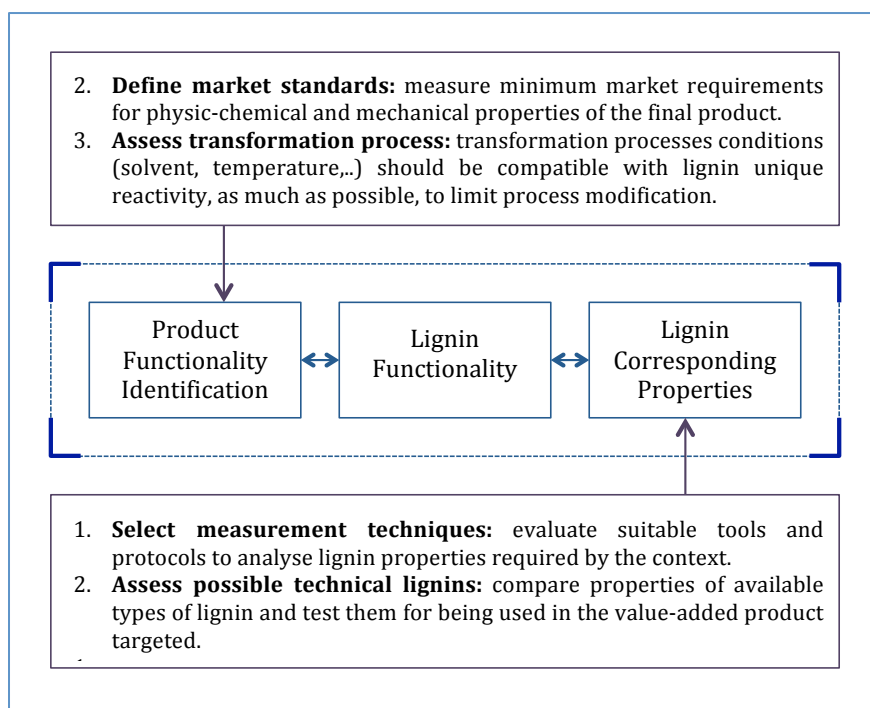 2. Define market standards: measure minimum market requirements
for physic-chemical and mechanical properties of the final product.
3. Assess transformation process: transformation processes conditions
(solvent, temperature,..) should be compatible with lignin unique
reactivity, as much as possible, to limit process modification.
Product
Functionality
Identification
Lignin
Functionality
Lignin
Corresponding
Properties
1. Select measurement techniques: evaluate suitable tools and
protocols to analyse lignin properties required by the context.
2. Assess possible technical lignins: compare properties of available
types of lignin and test them for being used in the value-added product
targeted.